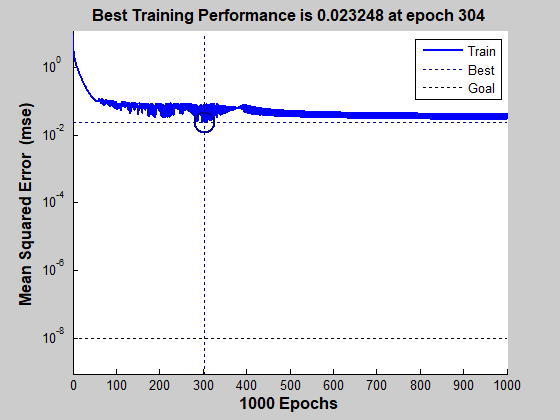 Best Training Performance is 0.023248 at epoch 304
Train
Best
Goal
Mean Squared Error (mse)
10^0
10^-2
10^-4
10^-6
10^-8
0 100 200 300 400 500 600 700 800 900 1000
1000 Epochs